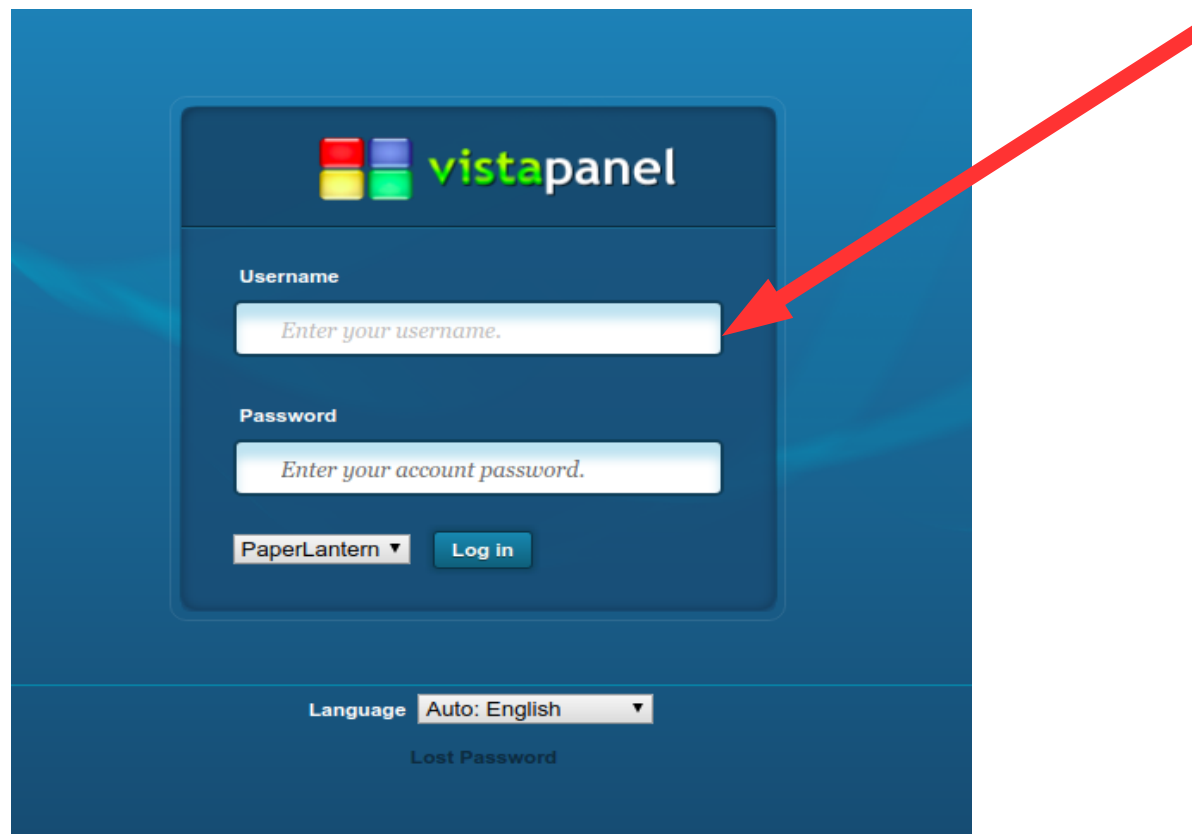 vistapanel
Username
Enter your username.
Password
Enter your account password.
PaperLantern Log in
Language Auto: English
Lost Password